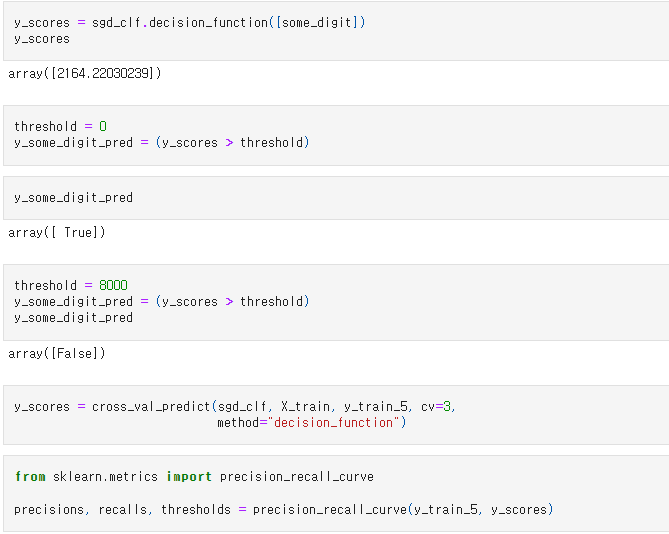 y_scores = sgd_clf.decision_function([some_digit])
y_scores
array([2164.22030239])
threshold = 0
y_some_digit_pred = (y_scores > threshold)
y_some_digit_pred
array([ True])
threshold = 8000
y_some_digit_pred = (y_scores > threshold)
y_some_digit_pred
array([False])
y_scores = cross_val_predict(sgd_clf, X_train, y_train_5, cv=3,
method="decision_function")
from sklearn.metrics import precision_recall_curve
precisions, recalls, thresholds = precision_recall_curve(y_train_5, y_scores)